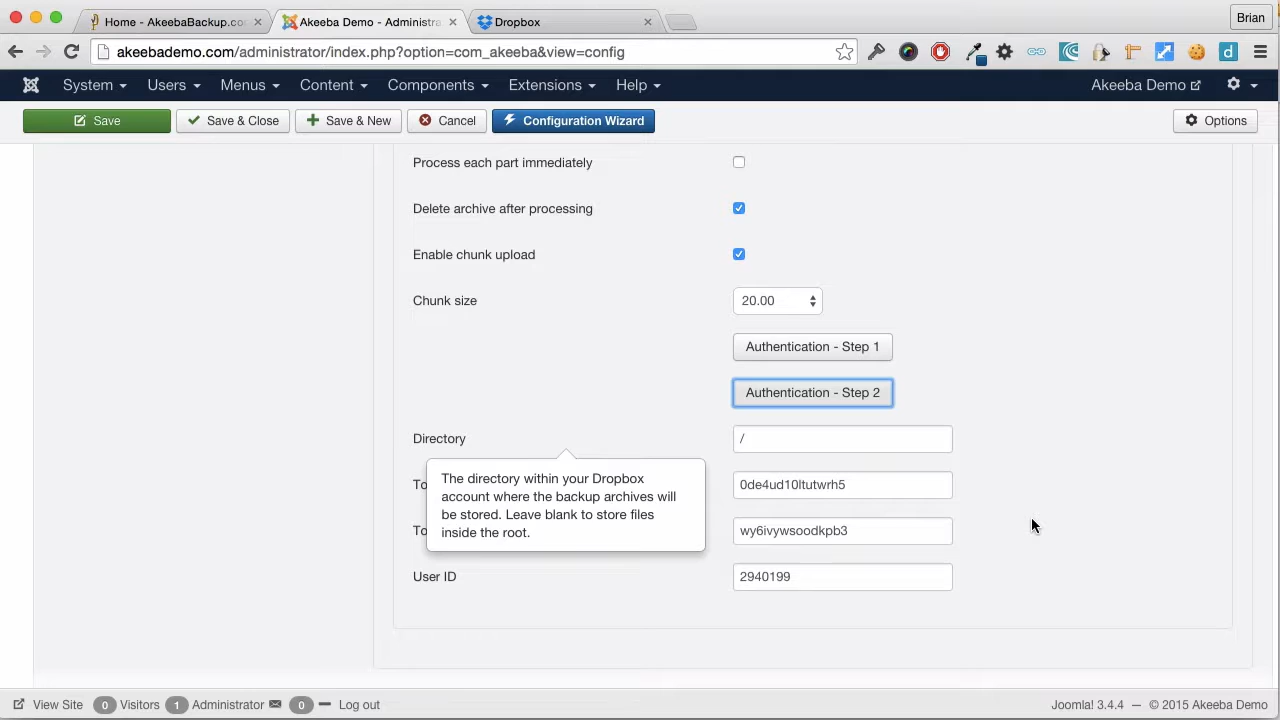 Home - AkeebaBackup.co
Akeeba Demo - Administra
Dropbox
Brian
akeebademo.com/administrator/index.php?option=com_akeeba&view=config
System Users Menus Content Components Extensions Help Akeeba Demo
Save Save & Close Save & New Cancel Configuration Wizard Options
Process each part immediately
Delete archive after processing
Enable chunk upload
Chunk size 20.00
Authentication - Step 1
Authentication - Step 2
Directory /
The directory within your Dropbox
account where the backup archives will
be stored. Leave blank to store files
inside the root.
To 0de4ud10ltutwrh5
To wy6ivywsoodkpb3
User ID 2940199
View Site 0 Visitors 1 Administrator 0 Log out Joomla! 3.4.4 — © 2015 Akeeba Demo